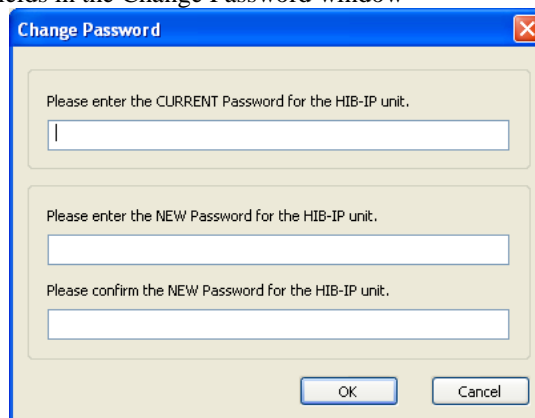 elds in the Change Password window
Change Password
Please enter the CURRENT Password for the HIB-IP unit.
Please enter the NEW Password for the HIB-IP unit.
Please confirm the NEW Password for the HIB-IP unit.
OK
Cancel